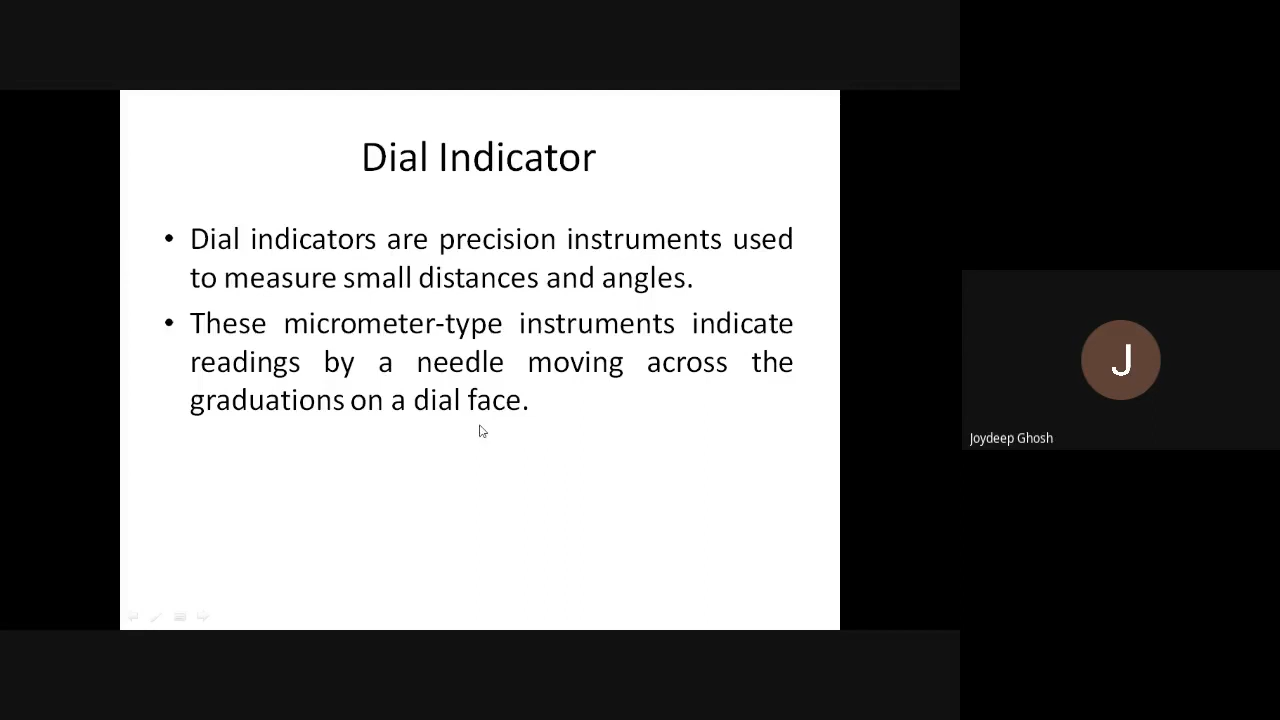 Dial Indicator
• Dial indicators are precision instruments used
to measure small distances and angles.
• These micrometer-type instruments indicate
readings by a needle moving across the
graduations on a dial face.
J
Joydeep Ghosh